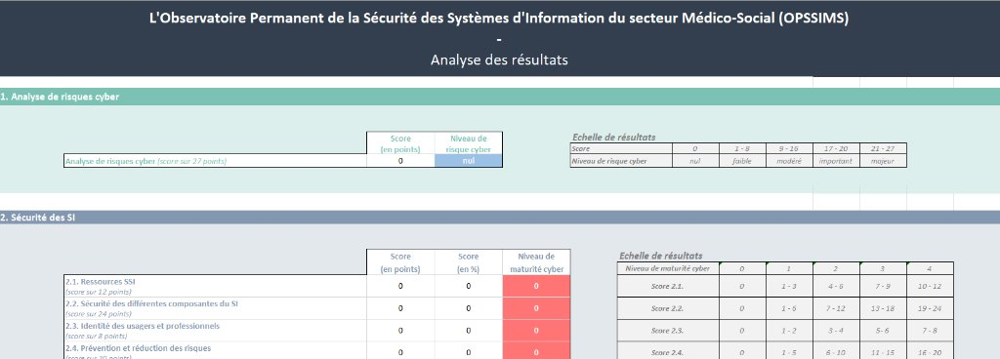 L'Observatoire Permanent de la Sécurité des Systèmes d'Information du secteur Médico-Social (OPSSIMS)
-
Analyse des résultats
1. Analyse de risques cyber
Score (en points) Niveau de risque cyber
Analyse de risques cyber (score sur 27 points) 0 nul
Echelle de résultats
Score 0 1 - 8 9 - 16 17 - 20 21 - 27
Niveau de risque cyber nul faible modéré important majeur
2. Sécurité des SI
Score (en points) Score (en %) Niveau de maturité cyber
2.1. Ressources SSI
(score sur 12 points) 0 0 0
2.2. Sécurité des différentes composantes du SI
(score sur 24 points) 0 0 0
2.3. Identité des usagers et professionnels
(score sur 8 points) 0 0 0
2.4. Prévention et réduction des risques
(score sur 20 points) 0 0 0
Echelle de résultats
Niveau de maturité cyber 0 1 2 3 4
Score 2.1. 0 1 - 3 4 - 6 7 - 9 10 - 12
Score 2.2. 0 1 - 6 7 - 12 13 - 18 19 - 24
Score 2.3. 0 1 - 2 3 - 4 5- 6 7 - 8
Score 2.4. 0 1 - 5 6 - 10 11 - 15 16 - 20